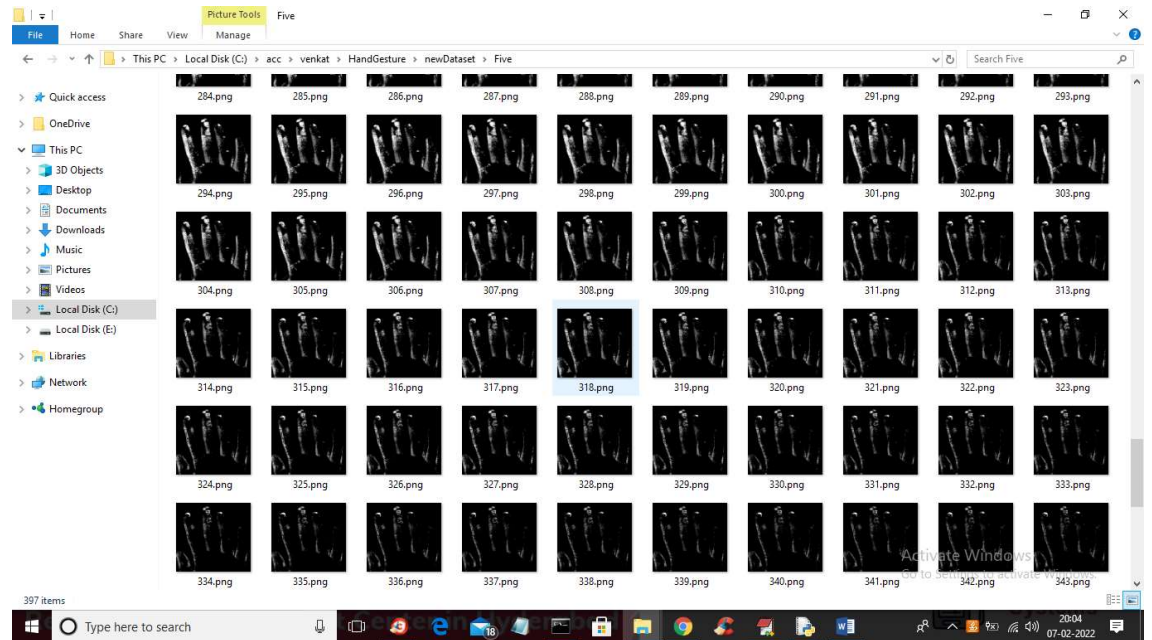 Picture Tools Five
File Home Share View Manage
This PC > Local Disk (C:) > acc > venkat > HandGesture > newDataset > Five Search Five
Quick access
OneDrive
This PC
3D Objects
Desktop
Documents
Downloads
Music
Pictures
Videos
Local Disk (C:)
Local Disk (E:)
Libraries
Network
Homegroup
284.png 285.png 286.png 287.png 288.png 289.png 290.png 291.png 292.png 293.png
294.png 295.png 296.png 297.png 298.png 299.png 300.png 301.png 302.png 303.png
304.png 305.png 306.png 307.png 308.png 309.png 310.png 311.png 312.png 313.png
314.png 315.png 316.png 317.png 318.png 319.png 320.png 321.png 322.png 323.png
324.png 325.png 326.png 327.png 328.png 329.png 330.png 331.png 332.png 333.png
334.png 335.png 336.png 337.png 338.png 339.png 340.png 341.png 342.png 343.png
Activate Windows
Go to Settings to activate Windows.
397 items
Type here to search
18
20:04
07-02-2022